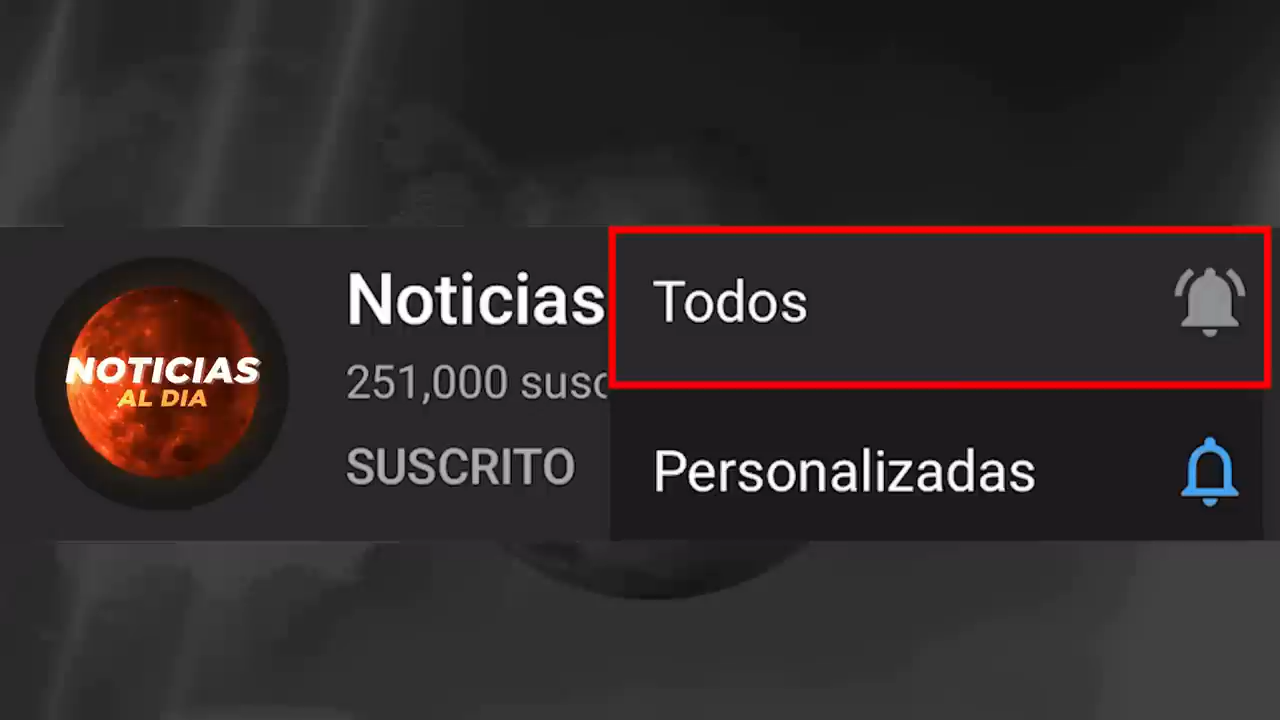 NOTICIAS
AL DIA
Noticias
251,000 susc
SUSCRITO
Todos
Personalizadas